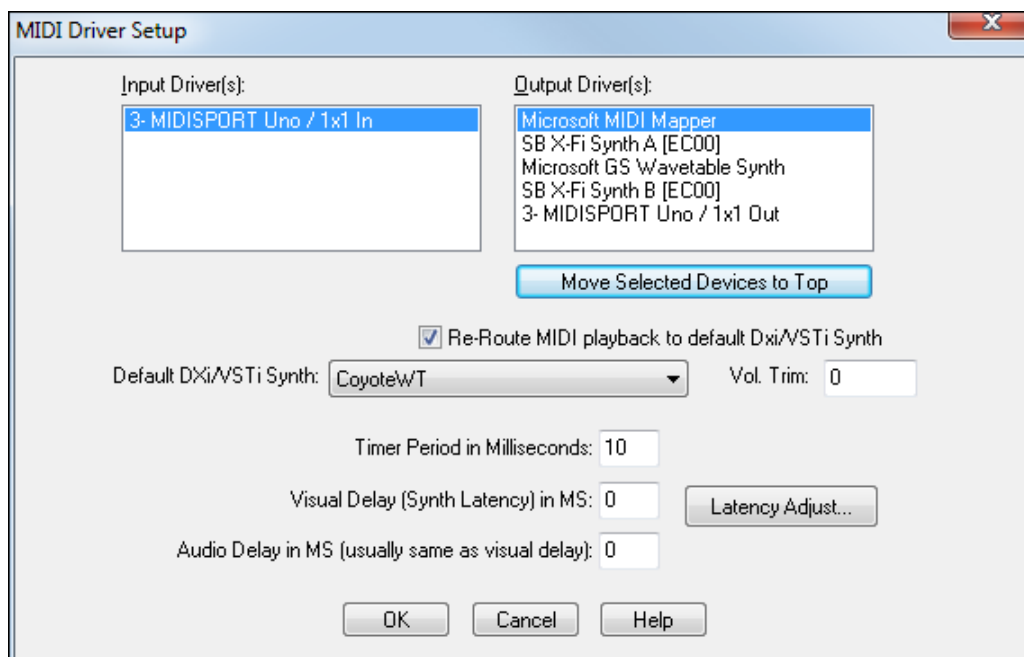 MIDI Driver Setup
Input Driver(s):
Output Driver(s):
3- MIDISPORT Uno / 1x1 In
Microsoft MIDI Mapper
SB X-Fi Synth A [EC00]
Microsoft GS Wavetable Synth
SB X-Fi Synth B [EC00]
3- MIDISPORT Uno / 1x1 Out
Move Selected Devices to Top
Re-Route MIDI playback to default Dxi/VSTi Synth
Default DXi/VSTi Synth: CoyoteWT Vol. Trim: 0
Timer Period in Milliseconds: 10
Visual Delay (Synth Latency) in MS: 0 Latency Adjust...
Audio Delay in MS (usually same as visual delay): 0
OK Cancel Help